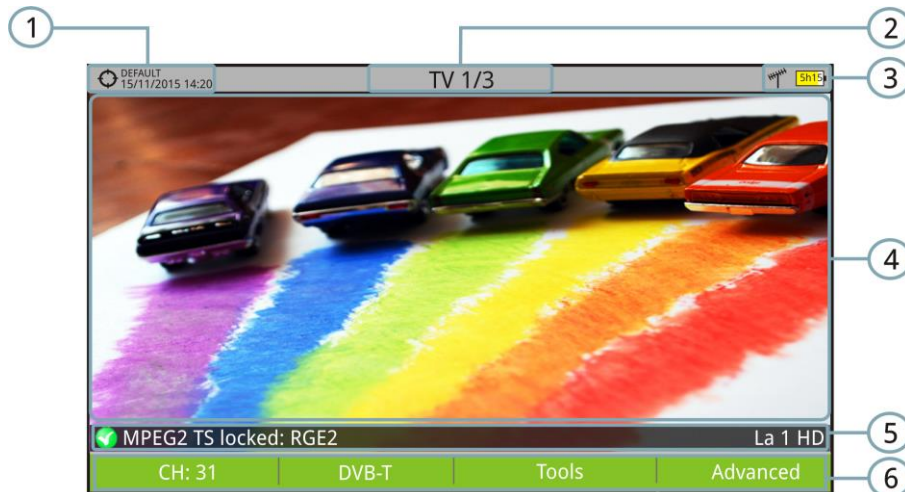 1
2
DEFAULT
15/11/2015 14:20
TV 1/3
5h15
3
4
MPEG2 TS locked: RGE2 La 1 HD
5
CH: 31 DVB-T Tools Advanced
6